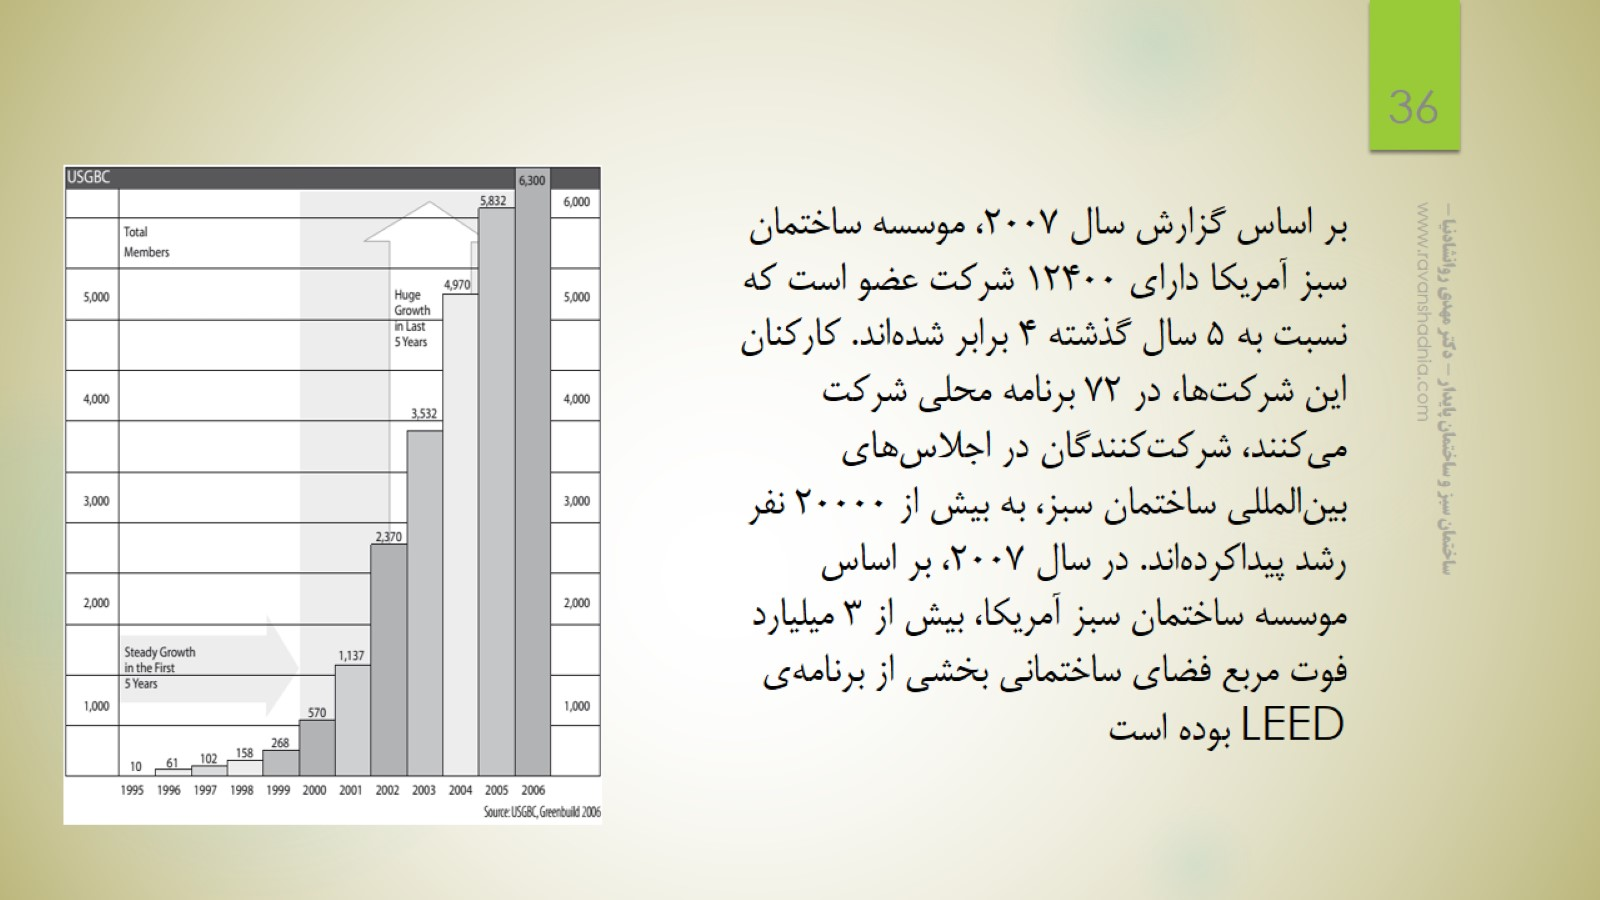 36
بر اساس گزارش سال ۲۰۰۷، موسسه ساختمان
سبز آمریکا دارای ۱۲۴۰۰ شرکت عضو است که
نسبت به ۵ سال گذشته ۴ برابر شده‌اند. کارکنان
این شرکت‌ها، در ۷۲ برنامه محلی شرکت
می‌کنند، شرکت‌کنندگان در اجلاس‌های
بین‌المللی ساختمان سبز، به بیش از ۲۰۰۰۰ نفر
رشد پیداکرده‌اند. در سال ۲۰۰۷، بر اساس
موسسه ساختمان سبز آمریکا، بیش از ۳ میلیارد
فوت مربع فضای ساختمانی بخشی از برنامه‌ی
LEED بوده است
ساختمان سبز و ساختمان پایدار – دکتر مهدی روانشادنیا –
www.ravanshadnia.com
USGBC
Total
Members
Huge
Growth
in Last
5 Years
Steady Growth
in the First
5 Years
6,000
5,000 5,000
4,000 4,000
3,000 3,000
2,000 2,000
1,000 1,000
10 61 102 158 268 570 1,137 2,370 3,532 4,970 5,832 6,300
1995 1996 1997 1998 1999 2000 2001 2002 2003 2004 2005 2006
Source: USGBC, Greenbuild 2006